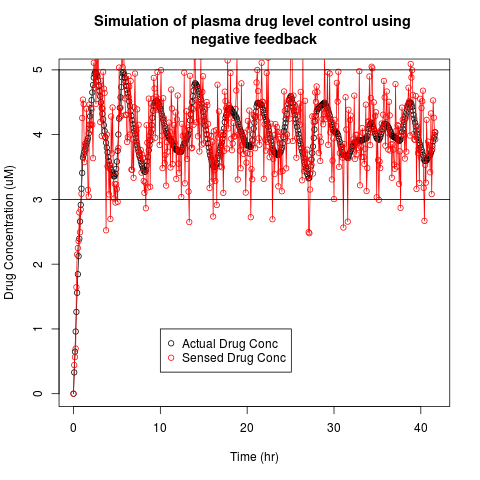 Simulation of plasma drug level control using
negative feedback
Drug Concentration (uM)
5
4
3
2
1
0
Actual Drug Conc
Sensed Drug Conc
0 10 20 30 40
Time (hr)